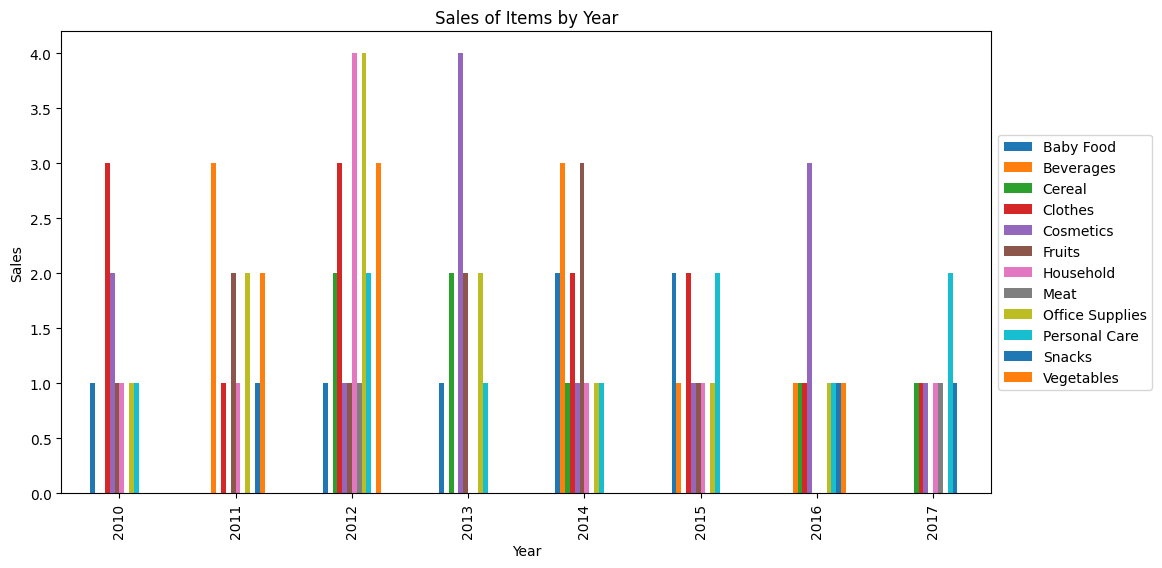 Sales of Items by Year
4.0
3.5
3.0
2.5
2.0
1.5
1.0
0.5
0.0
Sales
2010
2011
2012
2013
2014
2015
2016
2017
Year
Baby Food
Beverages
Cereal
Clothes
Cosmetics
Fruits
Household
Meat
Office Supplies
Personal Care
Snacks
Vegetables